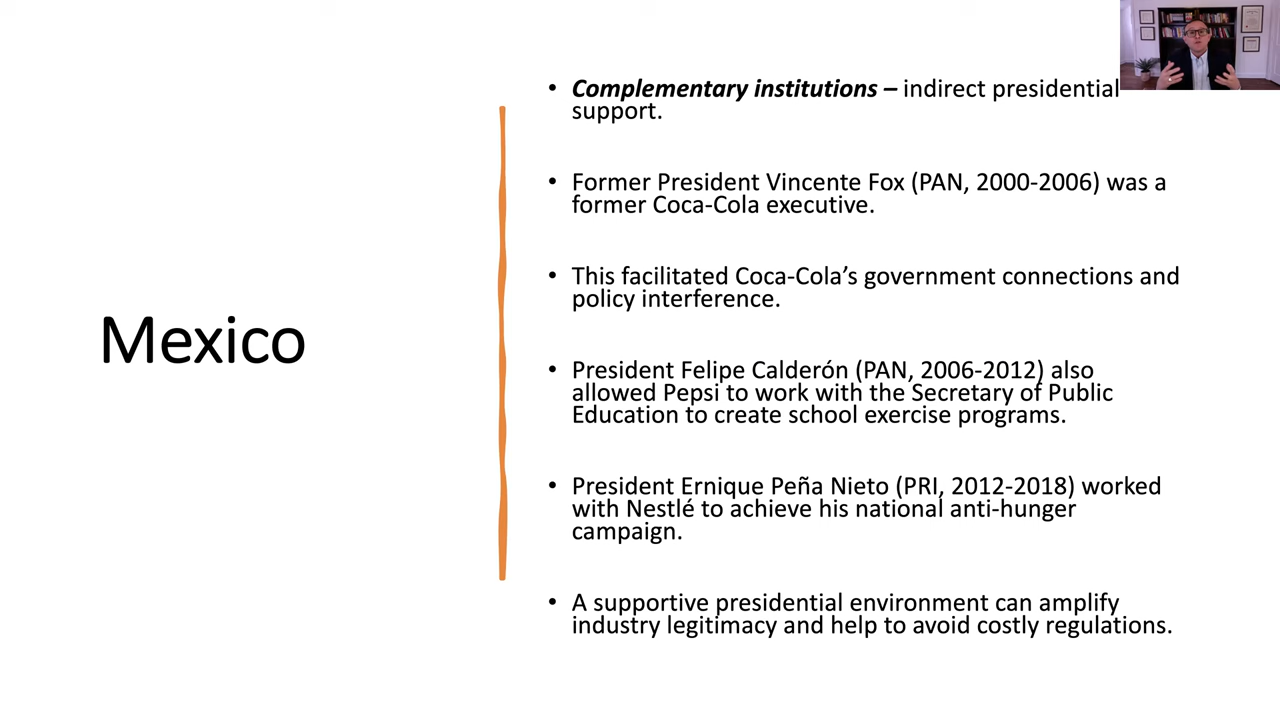 Mexico
• Complementary institutions – indirect presidential
support.
• Former President Vincente Fox (PAN, 2000-2006) was a
former Coca-Cola executive.
• This facilitated Coca-Cola’s government connections and
policy interference.
• President Felipe Calderón (PAN, 2006-2012) also
allowed Pepsi to work with the Secretary of Public
Education to create school exercise programs.
• President Ernique Peña Nieto (PRI, 2012-2018) worked
with Nestlé to achieve his national anti-hunger
campaign.
• A supportive presidential environment can amplify
industry legitimacy and help to avoid costly regulations.